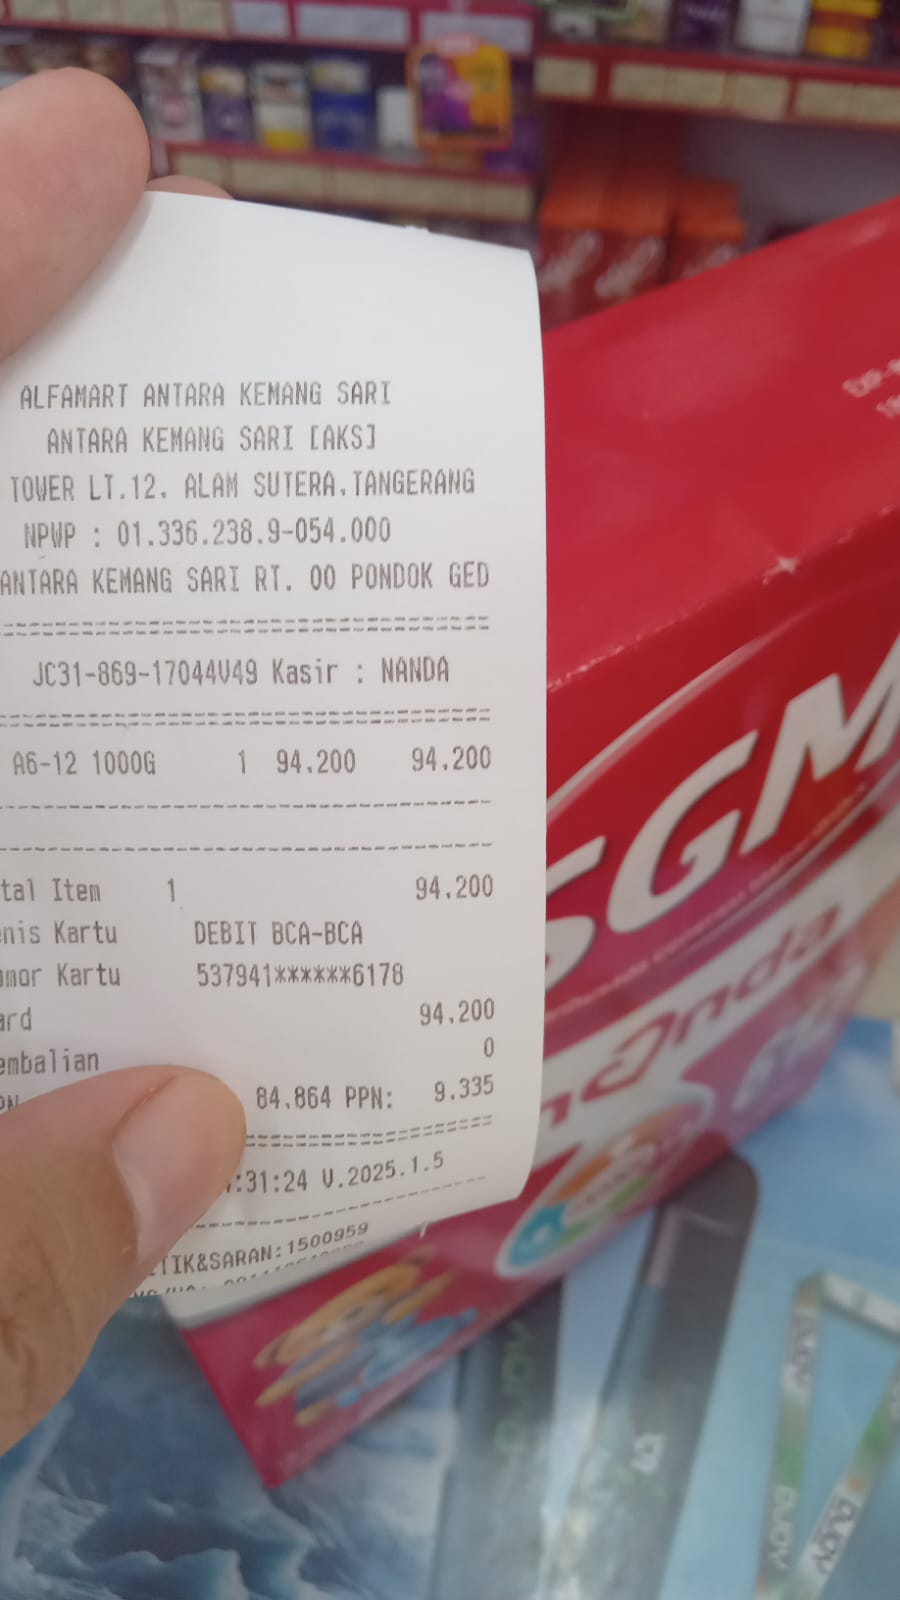 ALFAMART ANTARA KEMANG SARI
ANTARA KEMANG SARI [AKS]
TOWER LT.12. ALAM SUTERA.TANGERANG
NPWP : 01.336.238.9-054.000
ANTARA KEMANG SARI RT. 00 PONDOK GED
JC31-869-17044V49 Kasir : NANDA
A6-12 1000G 1 94.200 94.200
tal Item 1 94.200
nis Kartu DEBIT BCA-BCA
omor Kartu 537941******6178
ard 94.200
embalian 0
84.864 PPN: 9.335
:31:24 V.2025.1.5
TIK&SARAN:1500959
SGM
nanda